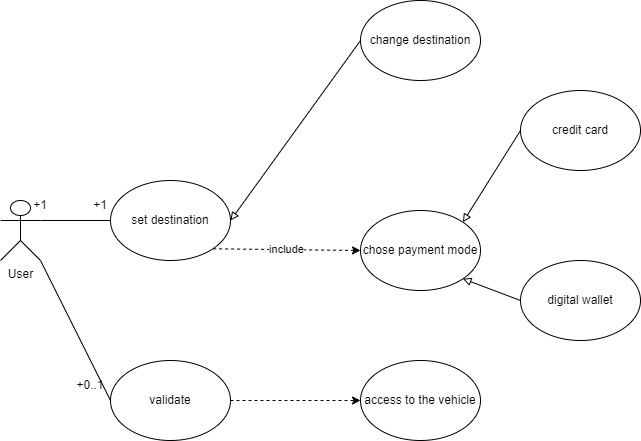 change destination
credit card
+1
+1
set destination
include
chose payment mode
User
digital wallet
+0..1
validate
access to the vehicle